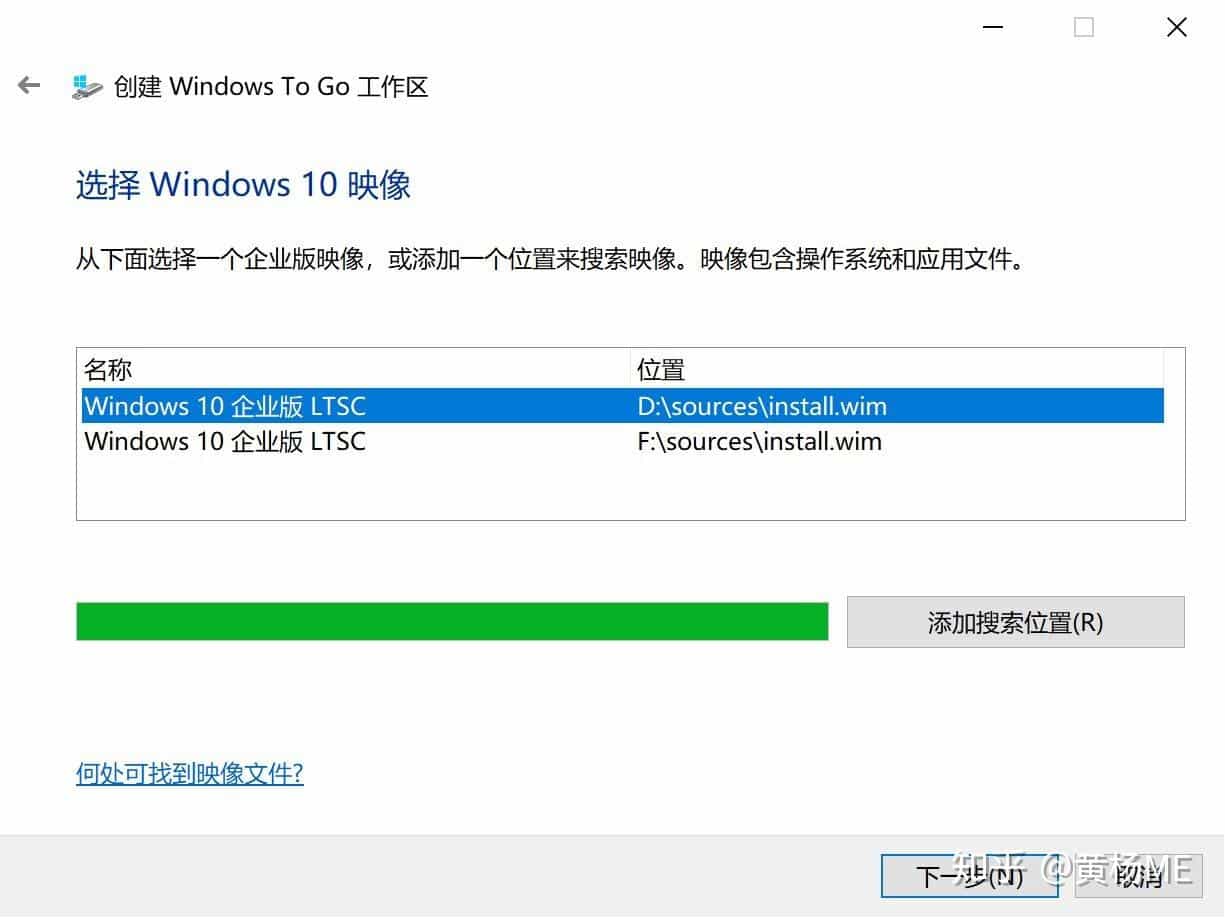 创建 Windows To Go 工作区
选择 Windows 10 映像
从下面选择一个企业版映像，或添加一个位置来搜索映像。映像包含操作系统和应用文件。
名称 位置
Windows 10 企业版 LTSC D:\sources\install.wim
Windows 10 企业版 LTSC F:\sources\install.wim
添加搜索位置(R)
何处可找到映像文件?
下一步(N) 取消
知乎 @黄杨ME